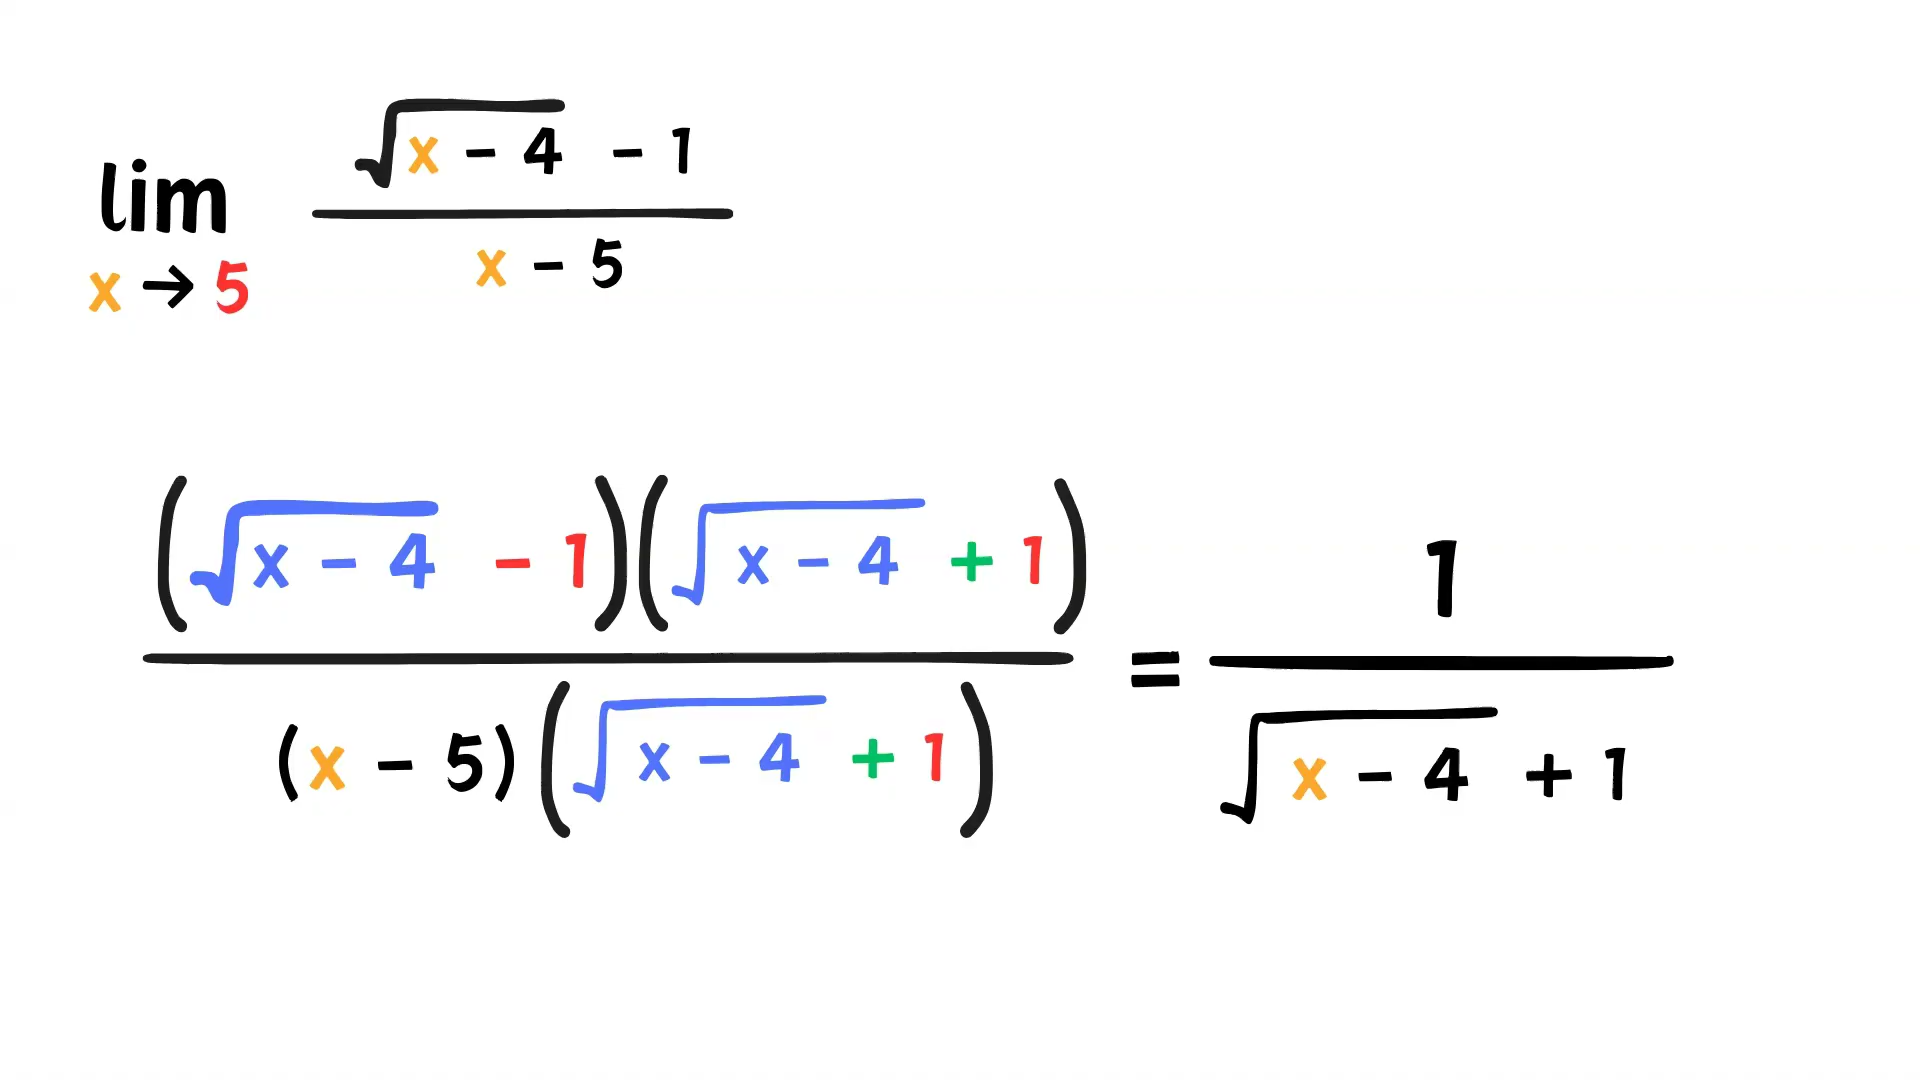 lim x → 5 (√(x - 4) - 1) / (x - 5)
((√(x - 4) - 1)(√(x - 4) + 1)) / ((x - 5)(√(x - 4) + 1)) = 1 / (√(x - 4) + 1)